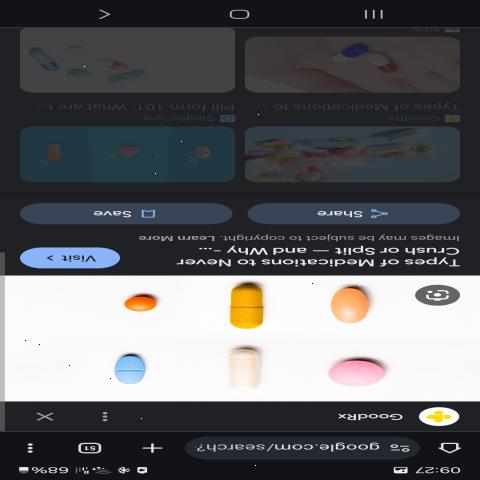 09:27 68%
google.com/search? 51
GoodRx
Types of Medications to Never
Crush or Split — and Why -...
Visit >
Images may be subject to copyright. Learn More
Share Save
GoodRx SingleCare
Types of Medications to ... Pill form 101: What are t...